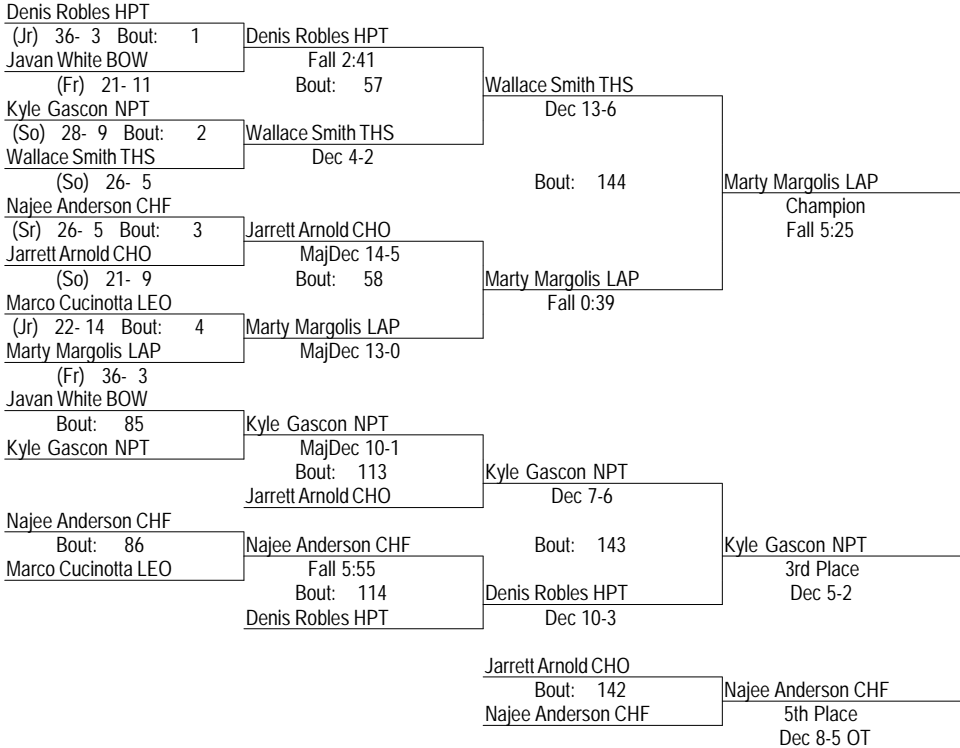 Denis Robles HPT
(Jr) 36- 3 Bout: 1
Denis Robles HPT
Javan White BOW
Fall 2:41
(Fr) 21- 11
Bout: 57
Wallace Smith THS
Kyle Gascon NPT
Dec 13-6
(So) 28- 9 Bout: 2
Wallace Smith THS
Wallace Smith THS
Dec 4-2
(So) 26- 5
Bout: 144
Marty Margolis LAP
Najee Anderson CHF
Champion
(Sr) 26- 5 Bout: 3
Jarrett Arnold CHO
Fall 5:25
Jarrett Arnold CHO
MajDec 14-5
(So) 21- 9
Bout: 58
Marty Margolis LAP
Marco Cucinotta LEO
Fall 0:39
(Jr) 22- 14 Bout: 4
Marty Margolis LAP
Marty Margolis LAP
MajDec 13-0
(Fr) 36- 3
Javan White BOW
Bout: 85
Kyle Gascon NPT
Kyle Gascon NPT
MajDec 10-1
Bout: 113
Kyle Gascon NPT
Jarrett Arnold CHO
Dec 7-6
Najee Anderson CHF
Bout: 86
Najee Anderson CHF
Bout: 143
Kyle Gascon NPT
Marco Cucinotta LEO
Fall 5:55
3rd Place
Bout: 114
Denis Robles HPT
Dec 5-2
Denis Robles HPT
Dec 10-3
Jarrett Arnold CHO
Bout: 142
Najee Anderson CHF
Najee Anderson CHF
5th Place
Dec 8-5 OT